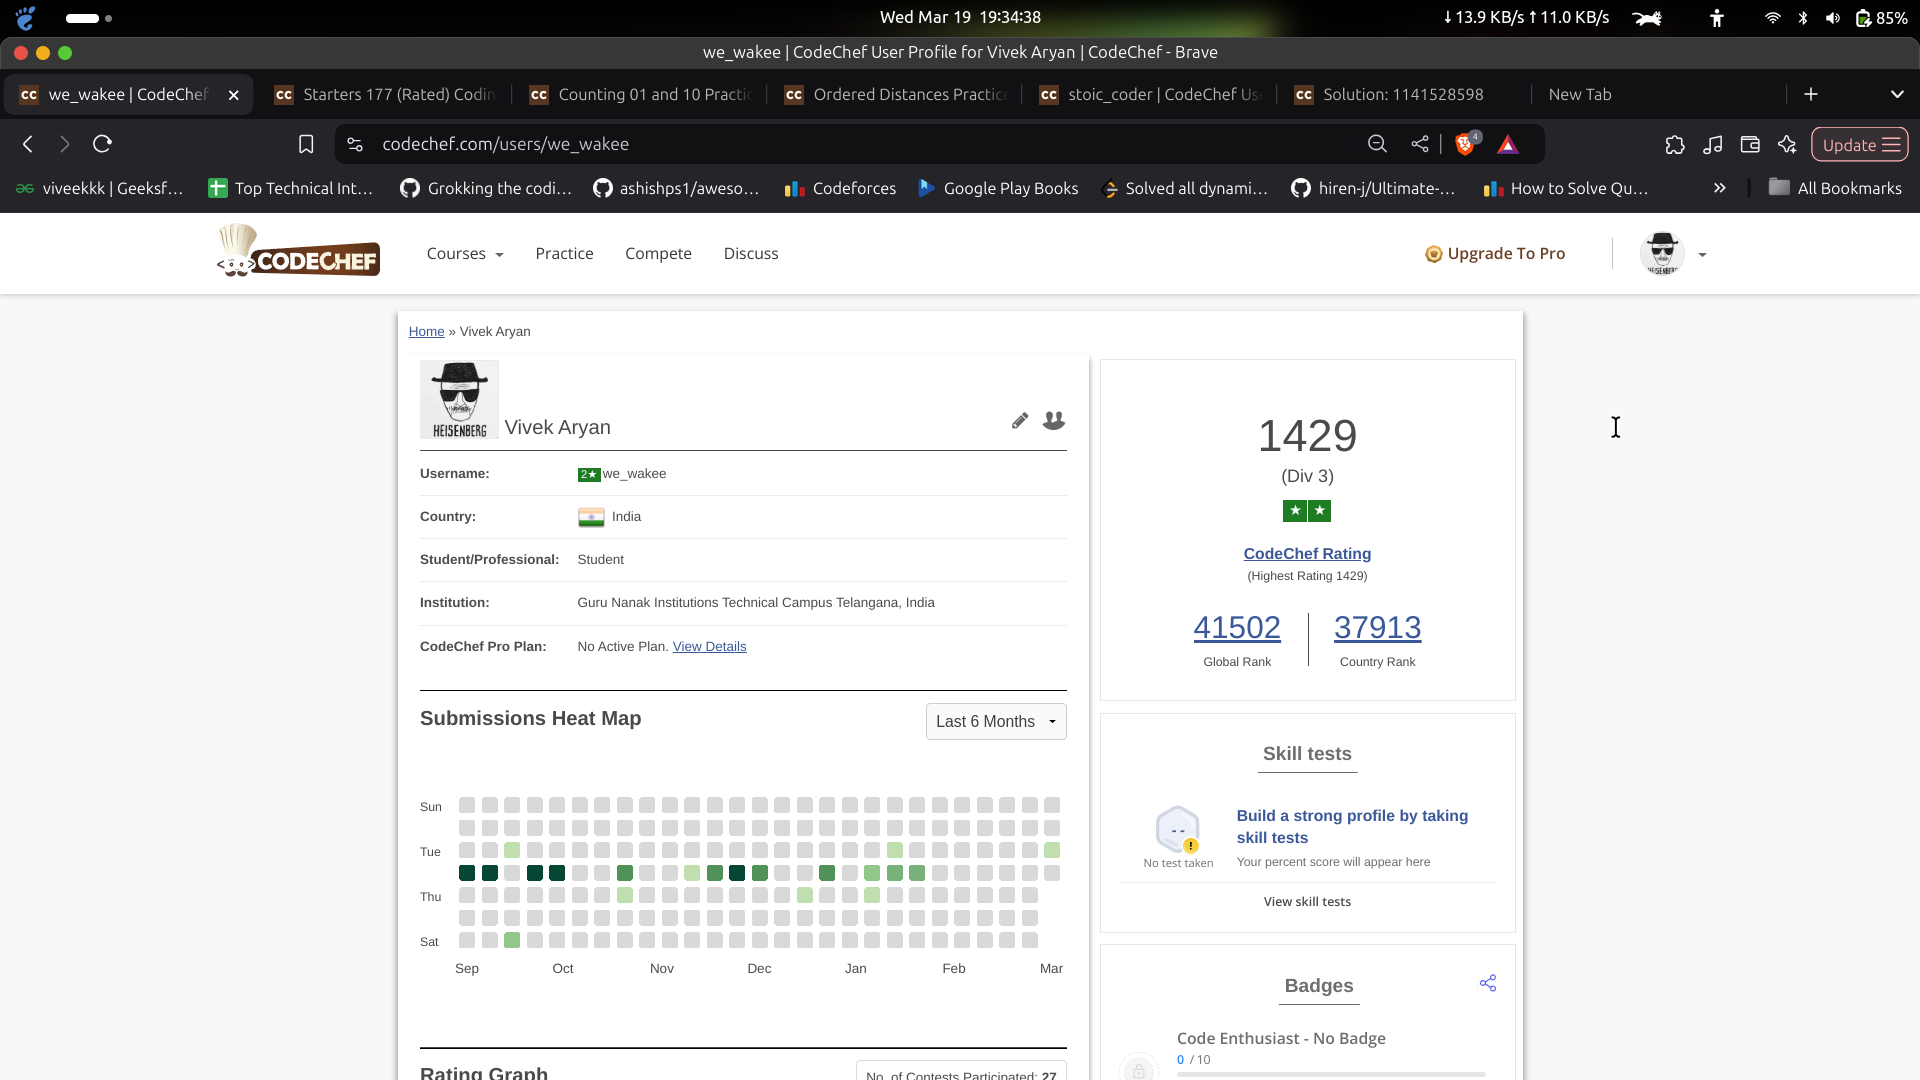 Wed Mar 19 19:34:38
↓13.9 KB/s ↑11.0 KB/s
85%
we_wakee | CodeChef User Profile for Vivek Aryan | CodeChef - Brave
we_wakee | CodeChef
Starters 177 (Rated) Codin
Counting 01 and 10 Practic
Ordered Distances Practice
stoic_coder | CodeChef Us
Solution: 1141528598
New Tab
codechef.com/users/we_wakee
4
Update
viveekkk | Geeksf...
Top Technical Int...
Grokking the codi...
ashishps1/aweso...
Codeforces
Google Play Books
Solved all dynami...
hiren-j/Ultimate-...
How to Solve Qu...
All Bookmarks
CODECHEF
Courses
Practice
Compete
Discuss
Upgrade To Pro
HEISENBERG
Home » Vivek Aryan
HEISENBERG
Vivek Aryan
Username: 2★ we_wakee
Country: India
Student/Professional: Student
Institution: Guru Nanak Institutions Technical Campus Telangana, India
CodeChef Pro Plan: No Active Plan. View Details
Submissions Heat Map
Last 6 Months
Sun
Tue
Thu
Sat
Sep Oct Nov Dec Jan Feb Mar
Rating Graph
No. of Contests Participated: 27
1429
(Div 3)
★ ★
CodeChef Rating
(Highest Rating 1429)
41502 37913
Global Rank Country Rank
Skill tests
No test taken
Build a strong profile by taking
skill tests
Your percent score will appear here
View skill tests
Badges
Code Enthusiast - No Badge
0 / 10